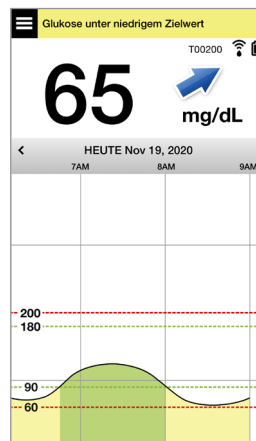 Glukose unter niedrigem Zielwert
T00200
65
mg/dL
< HEUTE Nov 19, 2020
7AM 8AM 9AM
200
180
90
60